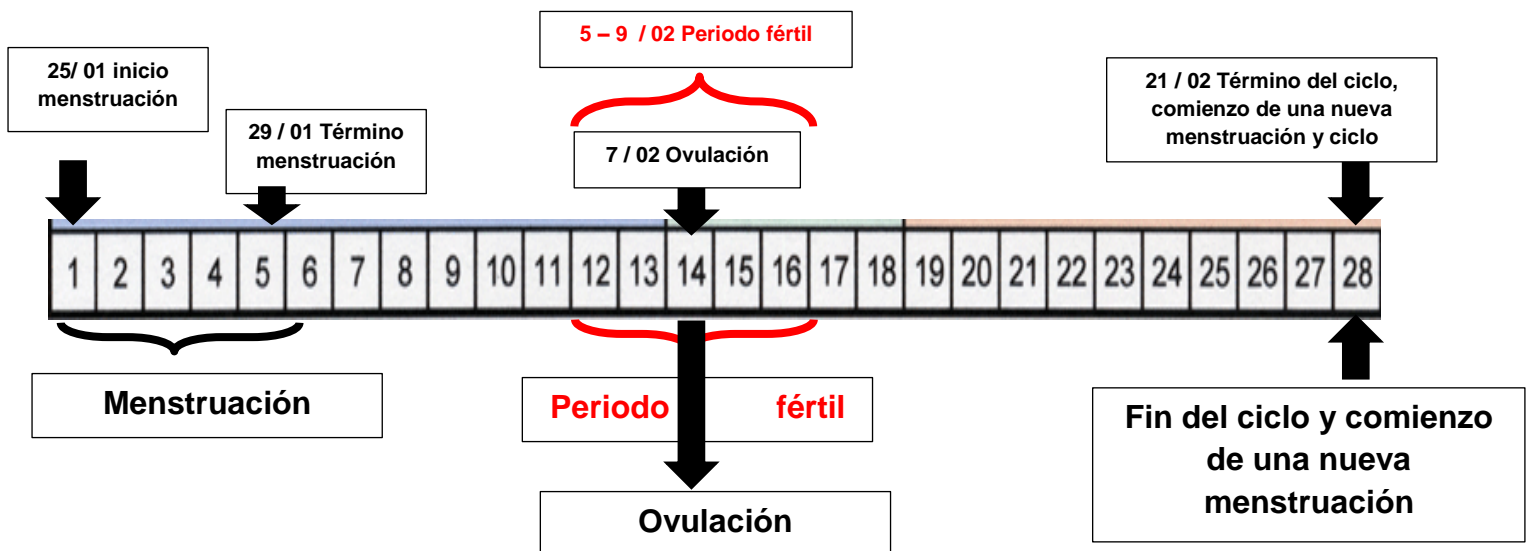 5 – 9 / 02 Periodo fértil
25/ 01 inicio
menstruación
21 / 02 Término del ciclo,
comienzo de una nueva
menstruación y ciclo
29 / 01 Término
menstruación
7 / 02 Ovulación
1 2 3 4 5 6 7 8 9 10 11 12 13 14 15 16 17 18 19 20 21 22 23 24 25 26 27 28
Menstruación
Periodo fértil
Fin del ciclo y comienzo
de una nueva
menstruación
Ovulación